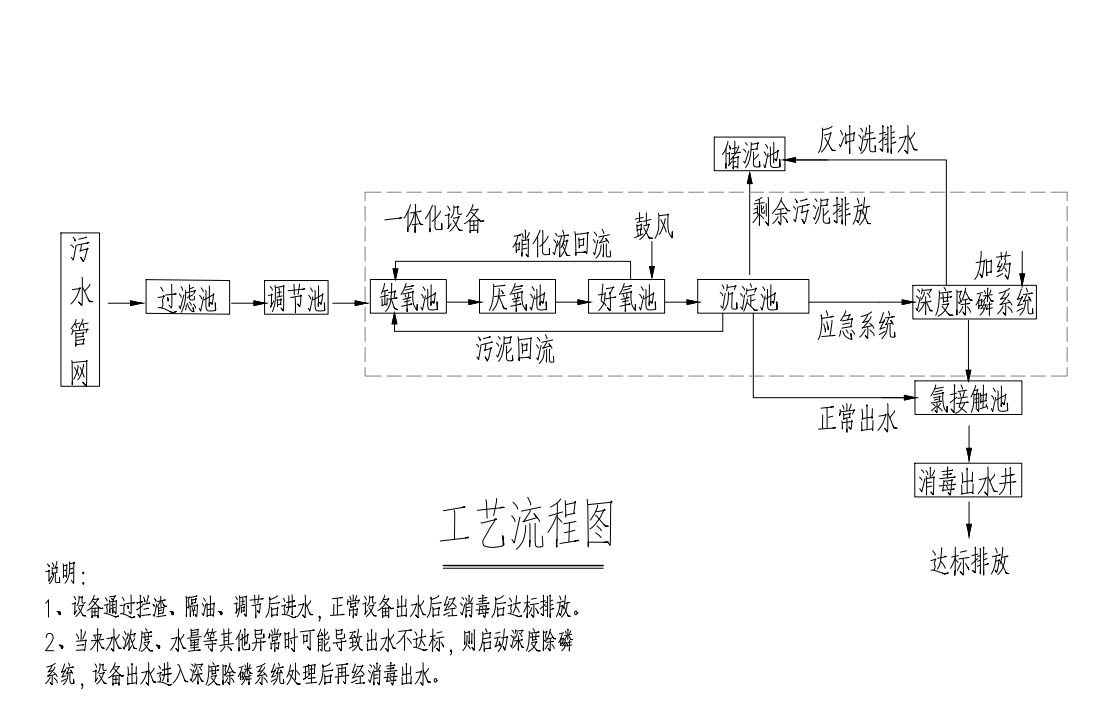 反冲洗排水
储泥池
剩余污泥排放
一体化设备
鼓风
硝化液回流
加药
污水管网
过滤池
调节池
缺氧池
厌氧池
好氧池
沉淀池
深度除磷系统
应急系统
污泥回流
氯接触池
正常出水
消毒出水井
达标排放
工艺流程图
说明：
1、设备通过拦渣、隔油、调节后进水，正常设备出水后经消毒后达标排放。
2、当来水浓度、水量等其他异常时可能导致出水不达标，则启动深度除磷
系统，设备出水进入深度除磷系统处理后再经消毒出水。